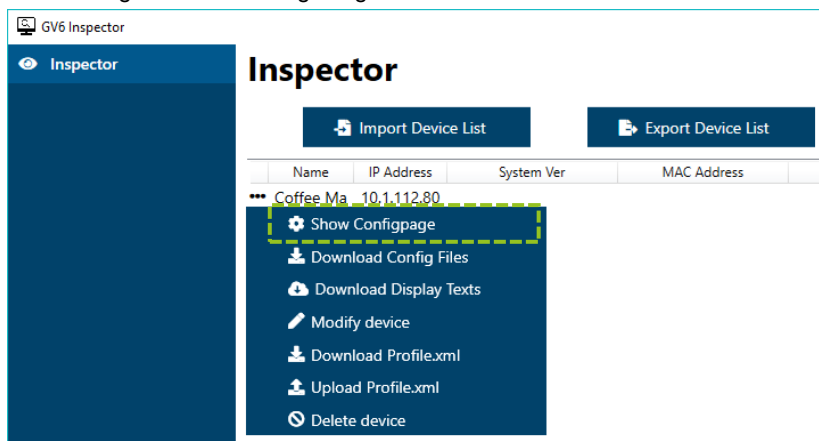 GV6 Inspector
Inspector
Inspector
Import Device List
Export Device List
Name IP Address System Ver MAC Address
••• Coffee Ma 10.1.112.80
Show Configpage
Download Config Files
Download Display Texts
Modify device
Download Profile.xml
Upload Profile.xml
Delete device